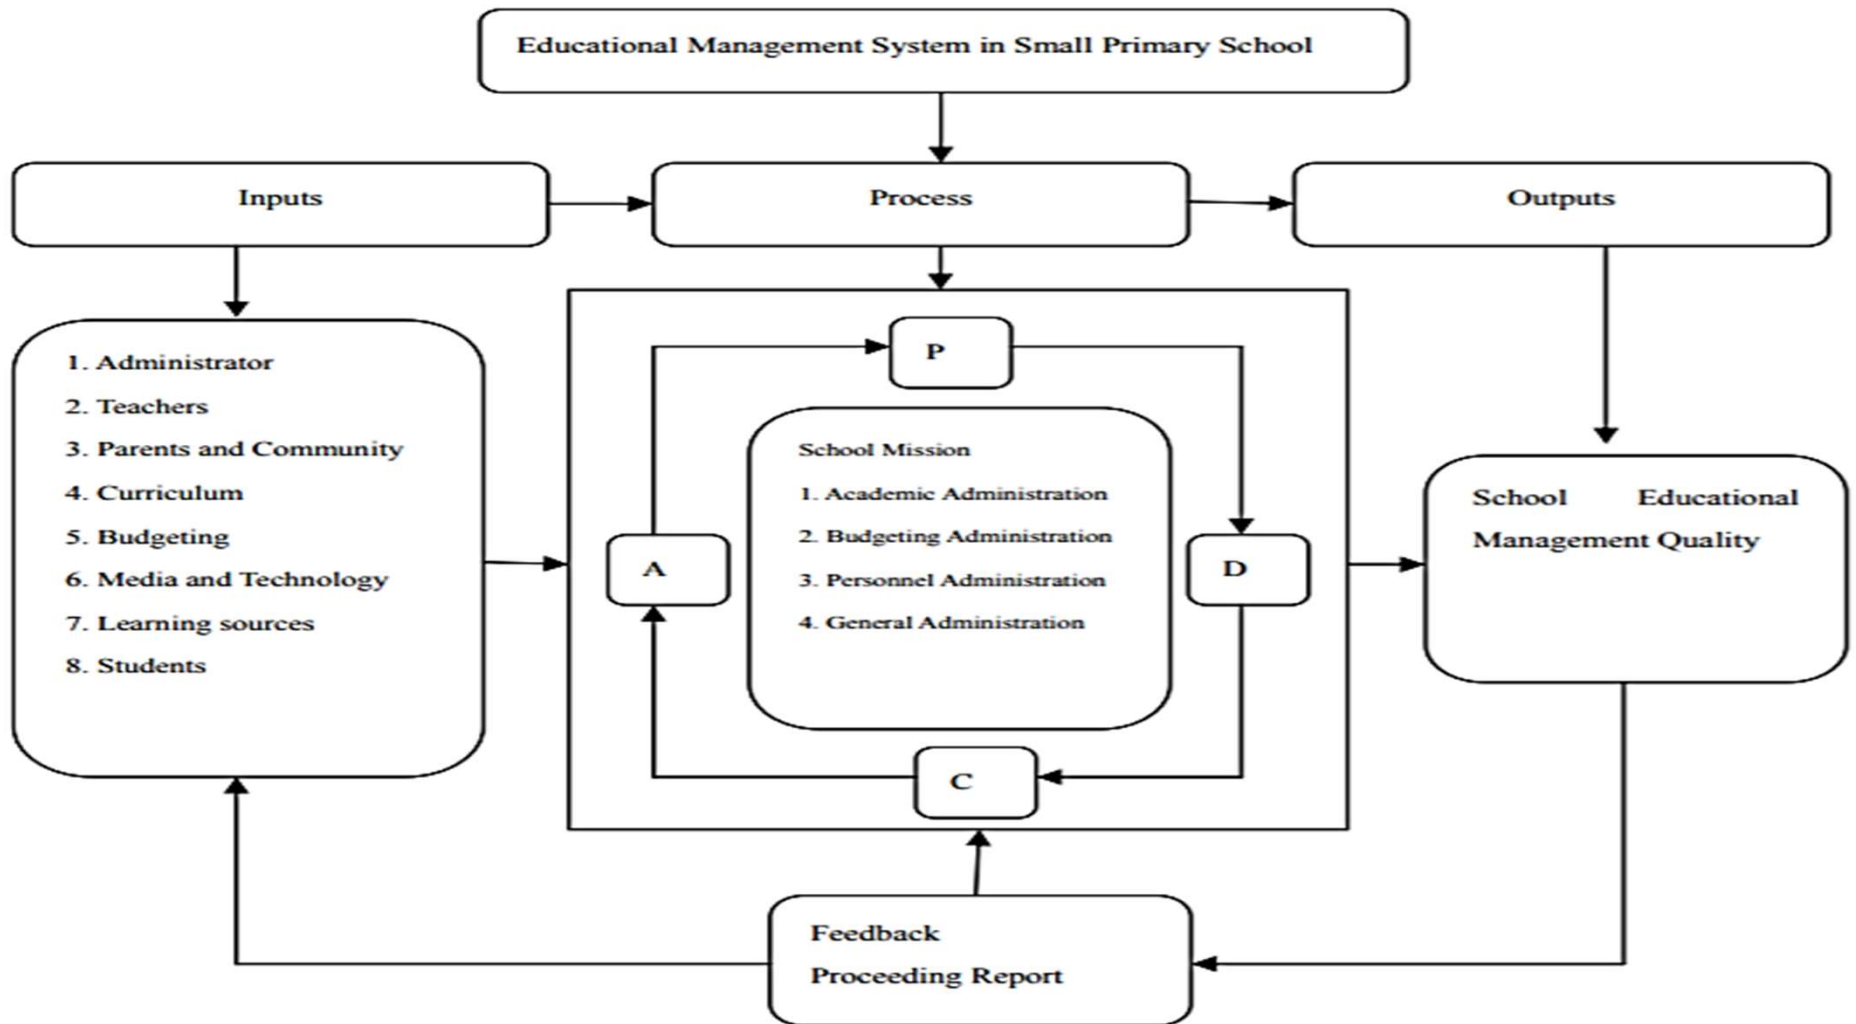 Educational Management System in Small Primary School
Inputs
Process
Outputs
1. Administrator
2. Teachers
3. Parents and Community
4. Curriculum
5. Budgeting
6. Media and Technology
7. Learning sources
8. Students
P
School Mission
1. Academic Administration
2. Budgeting Administration
3. Personnel Administration
4. General Administration
A
D
C
School Educational
Management Quality
Feedback
Proceeding Report